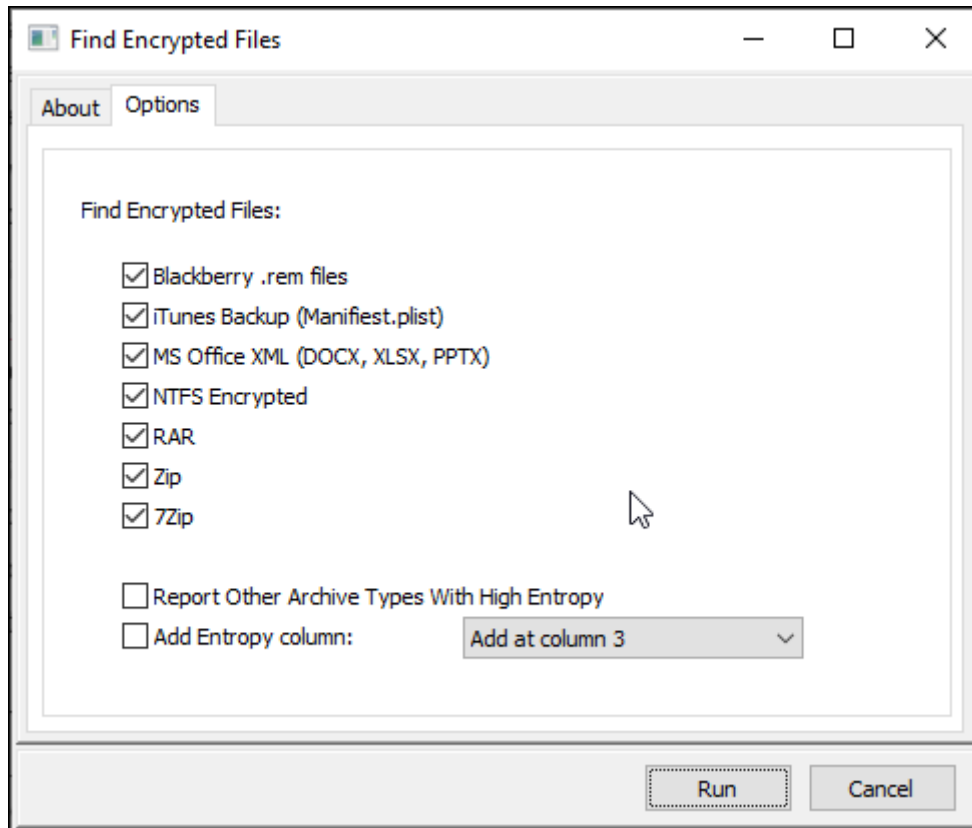 Find Encrypted Files
About Options
Find Encrypted Files:
Blackberry .rem files
iTunes Backup (Manifiest.plist)
MS Office XML (DOCX, XLSX, PPTX)
NTFS Encrypted
RAR
Zip
7Zip
Report Other Archive Types With High Entropy
Add Entropy column: Add at column 3
Run Cancel